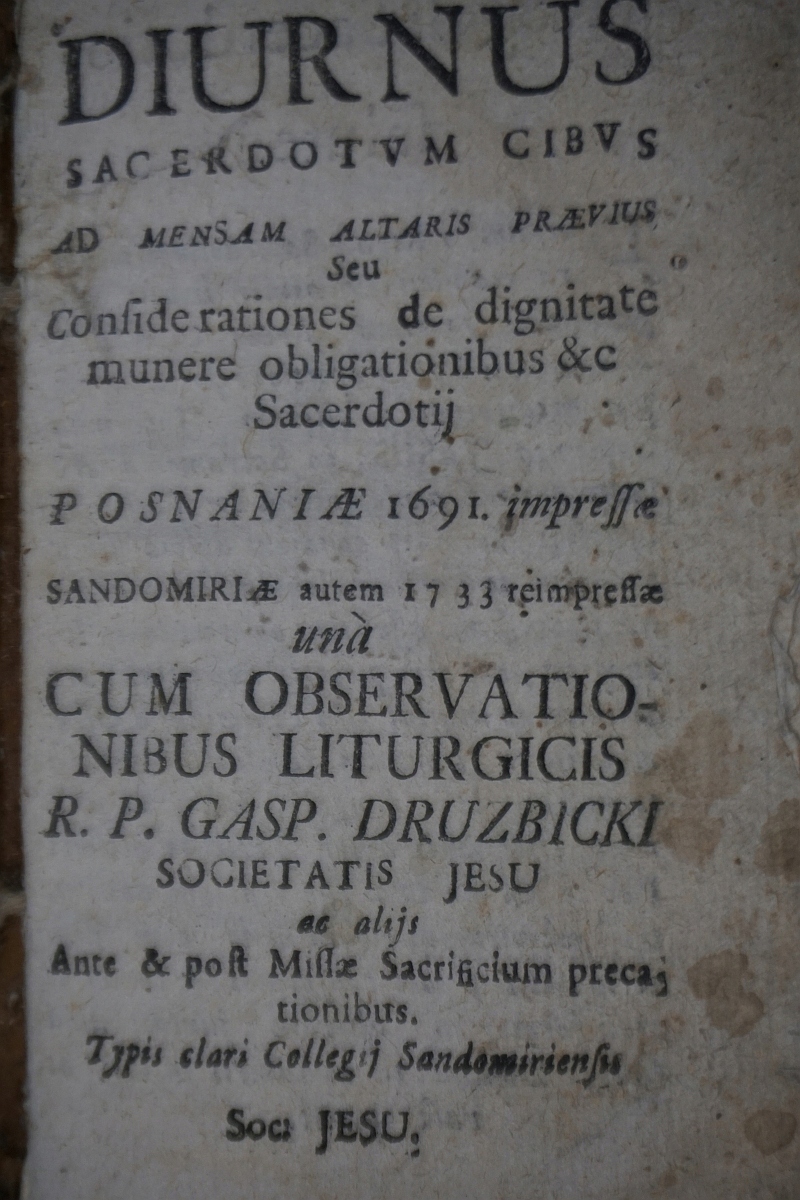 DIURNUS
SACERDOTVM CIBVS
AD MENSAM ALTARIS PRÆVIUS
Seu
Conſiderationes de dignitate
munere obligationibus &c
Sacerdotij
POSNANIÆ 1691. impreſſæ
SANDOMIRIÆ autem 1733 reimpreſſæ
unà
CUM OBSERVATIO-
NIBUS LITURGICIS
R. P. GASP. DRUZBICKI
SOCIETATIS JESU
ac alijs
Ante & poſt Miſſæ Sacrificium preca-
tionibus.
Typis clari Collegij Sandomirienſis
Soc: JESU.